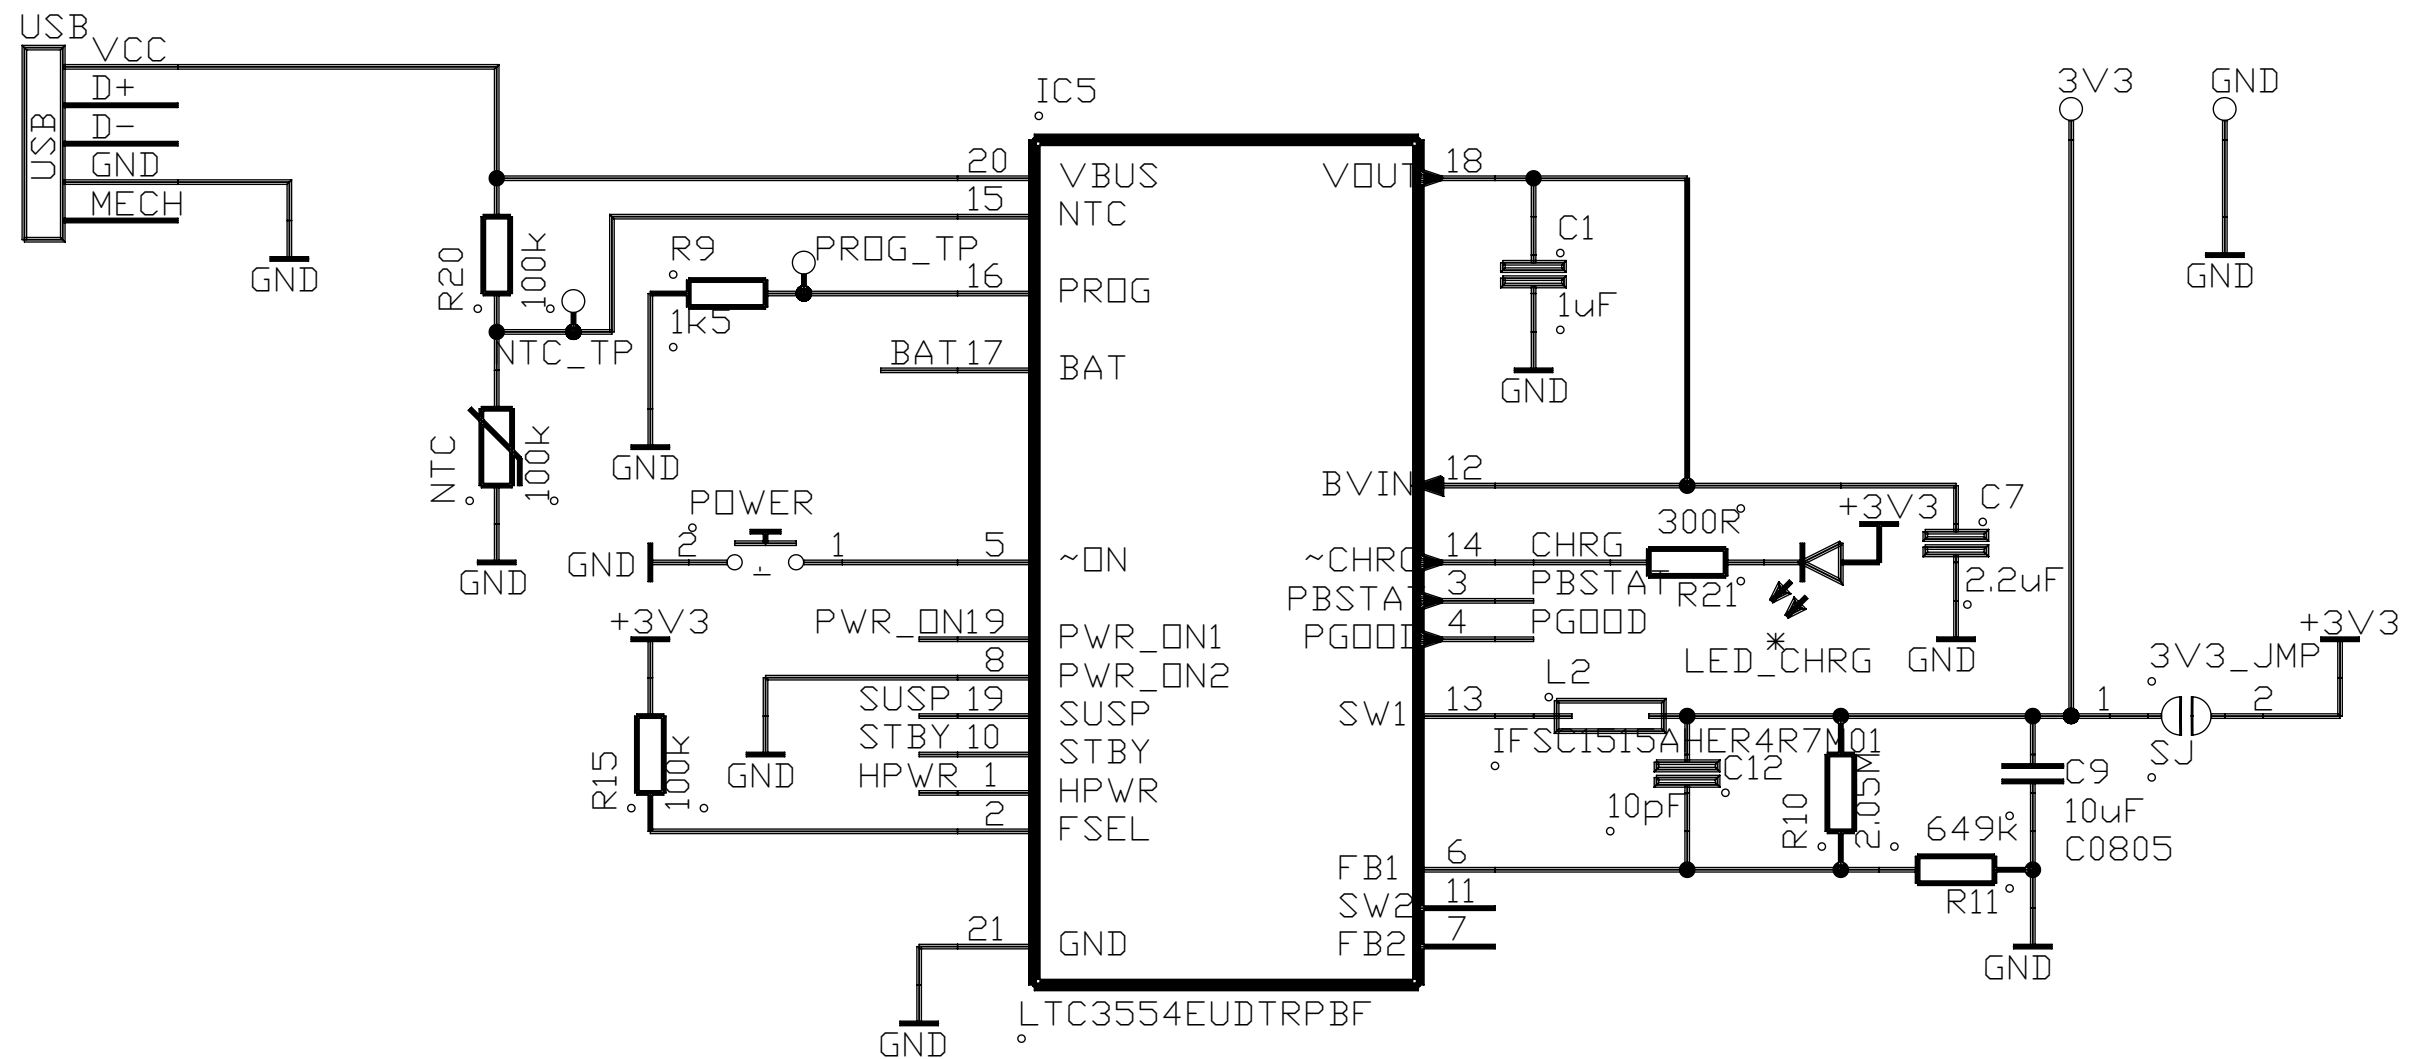 USB
VCC
D+
D-
GND
MECH
USB
GND
R20
100k
NTC_TP
NTC
100k
GND
R9
1k5
PROG_TP
GND
POWER
GND
2
1
+3V3
R15
100k
GND
GND
IC5
20
15
16
BAT 17
5
PWR_ON 19
8
SUSP 19
STBY 10
HPWR 1
2
21
VBUS
NTC
PROG
BAT
~ON
PWR_ON1
PWR_ON2
SUSP
STBY
HPWR
FSEL
GND
VOUT
BVIN
~CHRG
PBSTAT
PGOOD
SW1
FB1
SW2
FB2
LTC3554EUDTRPBF
18
12
14
3
4
13
6
11
7
C1
1uF
GND
CHRG
PBSTAT
PGOOD
300R
R21
LED_CHRG
+3V3
C7
2.2uF
GND
L2
IFSC1515AHER4R7M01
C12
10pF
R10
2.05M
649k
R11
C9
10uF
C0805
GND
3V3
GND
GND
3V3_JMP
1
2
SJ
+3V3